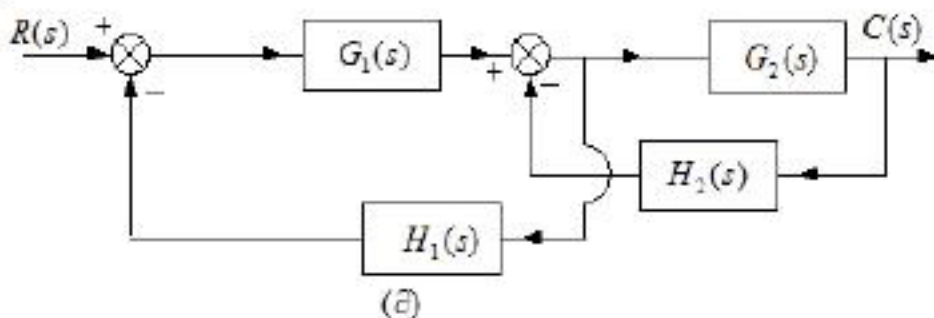 R(s)
+
G₁(s)
+
G₂(s)
C(s)
−
−
H₂(s)
H₁(s)
(∂)